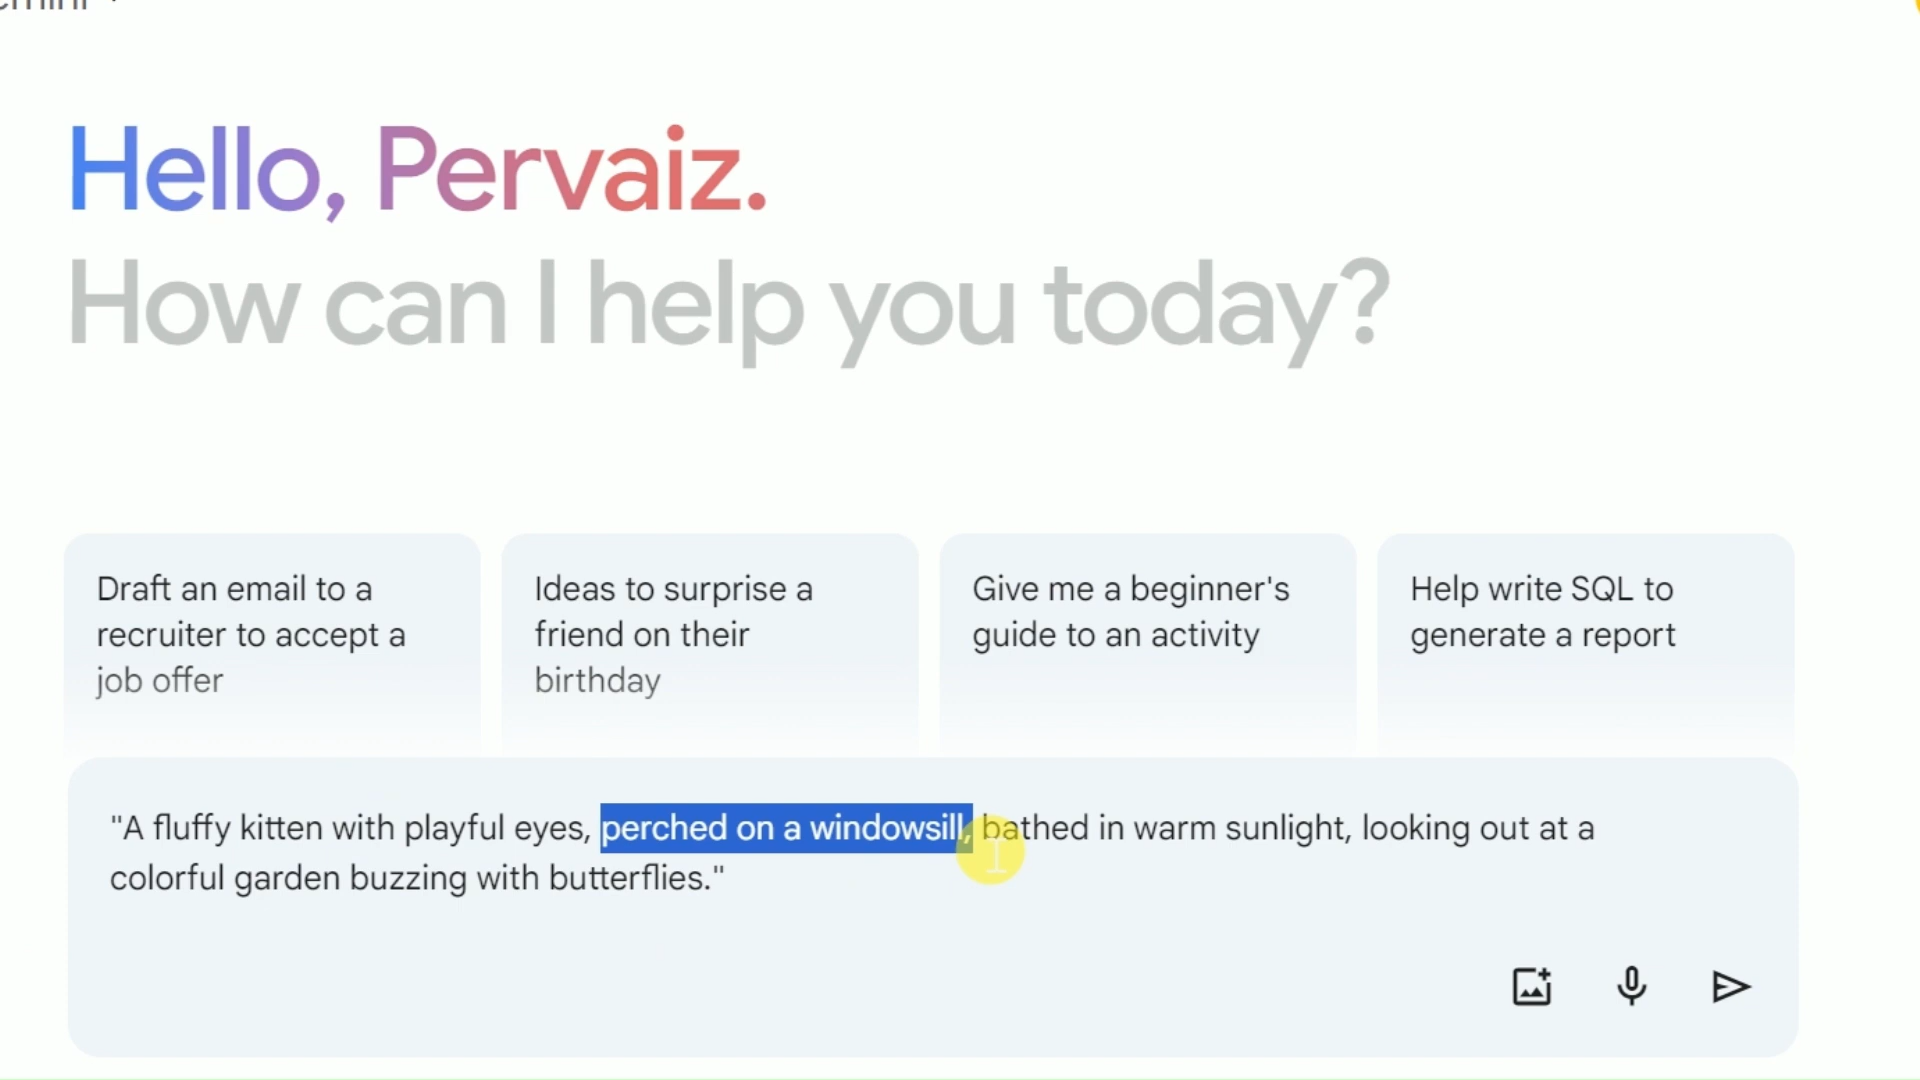 Hello, Pervaiz.
How can I help you today?
Draft an email to a
recruiter to accept a
job offer
Ideas to surprise a
friend on their
birthday
Give me a beginner's
guide to an activity
Help write SQL to
generate a report
"A fluffy kitten with playful eyes, perched on a windowsill, bathed in warm sunlight, looking out at a
colorful garden buzzing with butterflies."